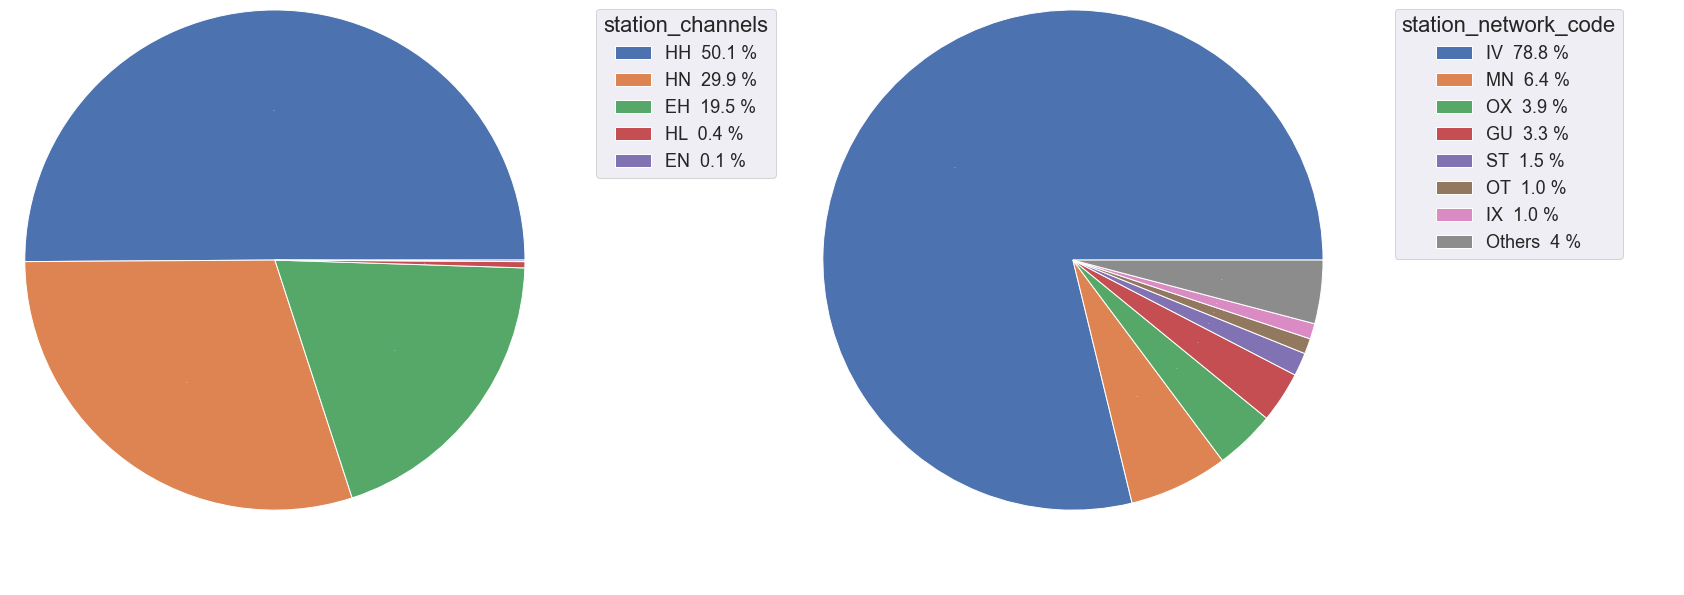 station_channels
HH 50.1 %
HN 29.9 %
EH 19.5 %
HL 0.4 %
EN 0.1 %
station_network_code
IV 78.8 %
MN 6.4 %
OX 3.9 %
GU 3.3 %
ST 1.5 %
OT 1.0 %
IX 1.0 %
Others 4 %